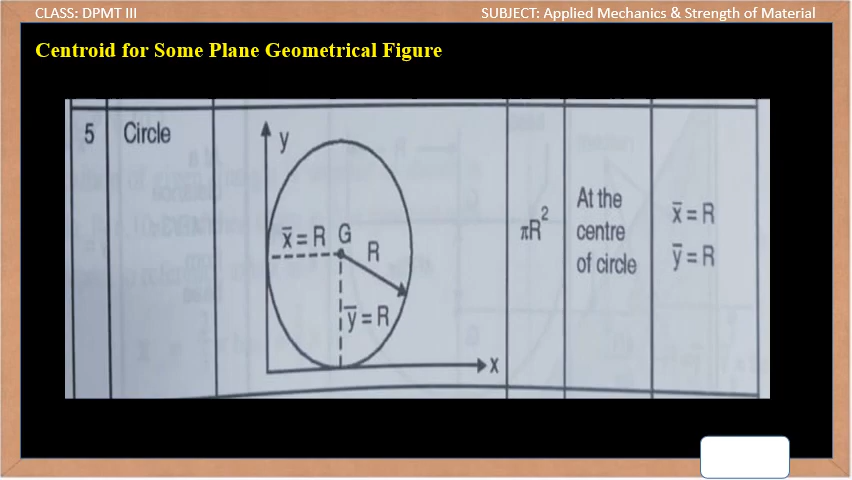 CLASS: DPMT III
SUBJECT: Applied Mechanics & Strength of Material
Centroid for Some Plane Geometrical Figure
5
Circle
y
x̅ = R G
R
y̅ = R
x
πR²
At the
centre
of circle
x̅ = R
y̅ = R